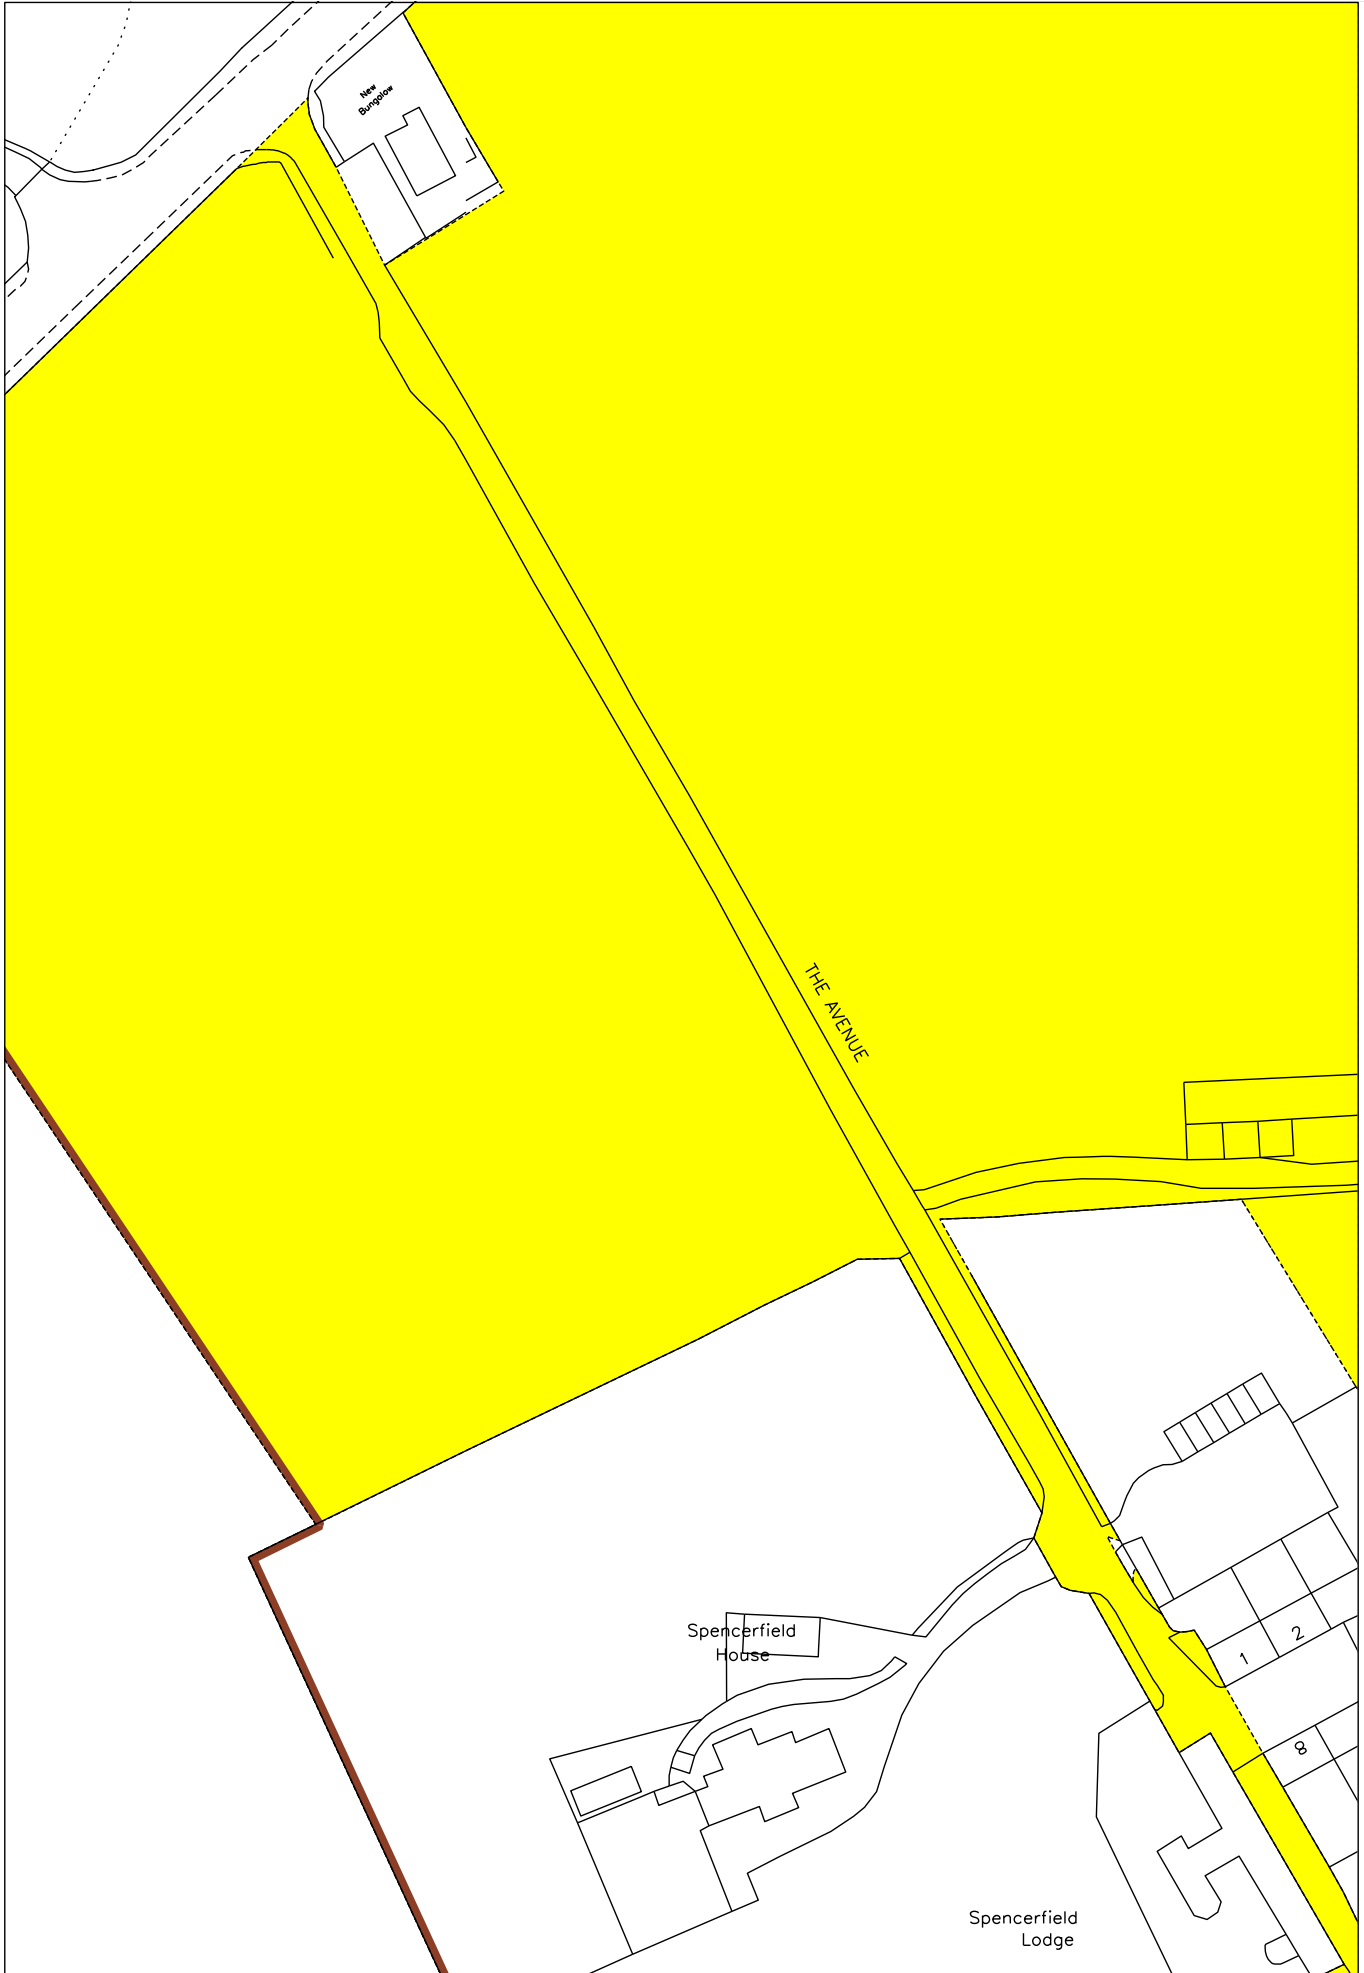 New
Bungalow
THE AVENUE
Spencerfield
House
1
2
8
Spencerfield
Lodge